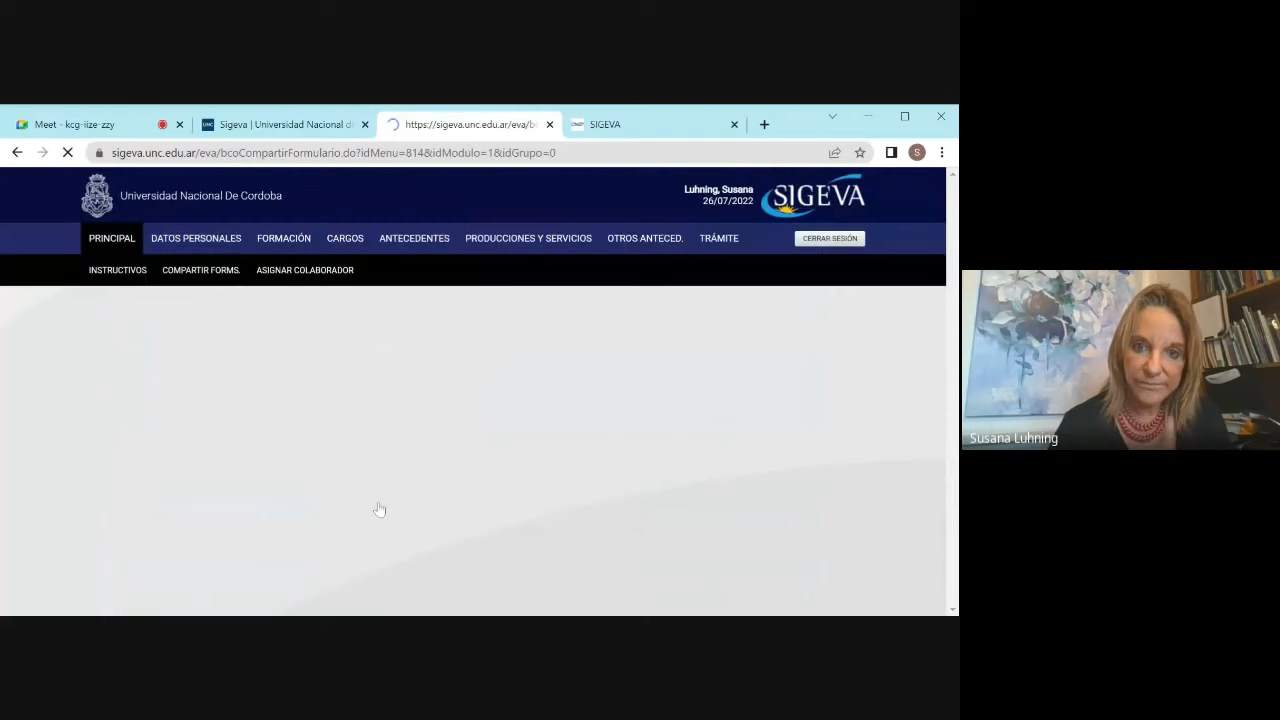 Meet - kcg-iize-zzy
Sigeva | Universidad Nacional d
https://sigeva.unc.edu.ar/eva/bc
SIGEVA
sigeva.unc.edu.ar/eva/bcoCompartirFormulario.do?idMenu=814&idModulo=1&idGrupo=0
S
Universidad Nacional De Cordoba
Luhning, Susana
26/07/2022
SIGEVA
PRINCIPAL DATOS PERSONALES FORMACIÓN CARGOS ANTECEDENTES PRODUCCIONES Y SERVICIOS OTROS ANTECED. TRÁMITE CERRAR SESIÓN
INSTRUCTIVOS COMPARTIR FORMS. ASIGNAR COLABORADOR
Susana Luhning